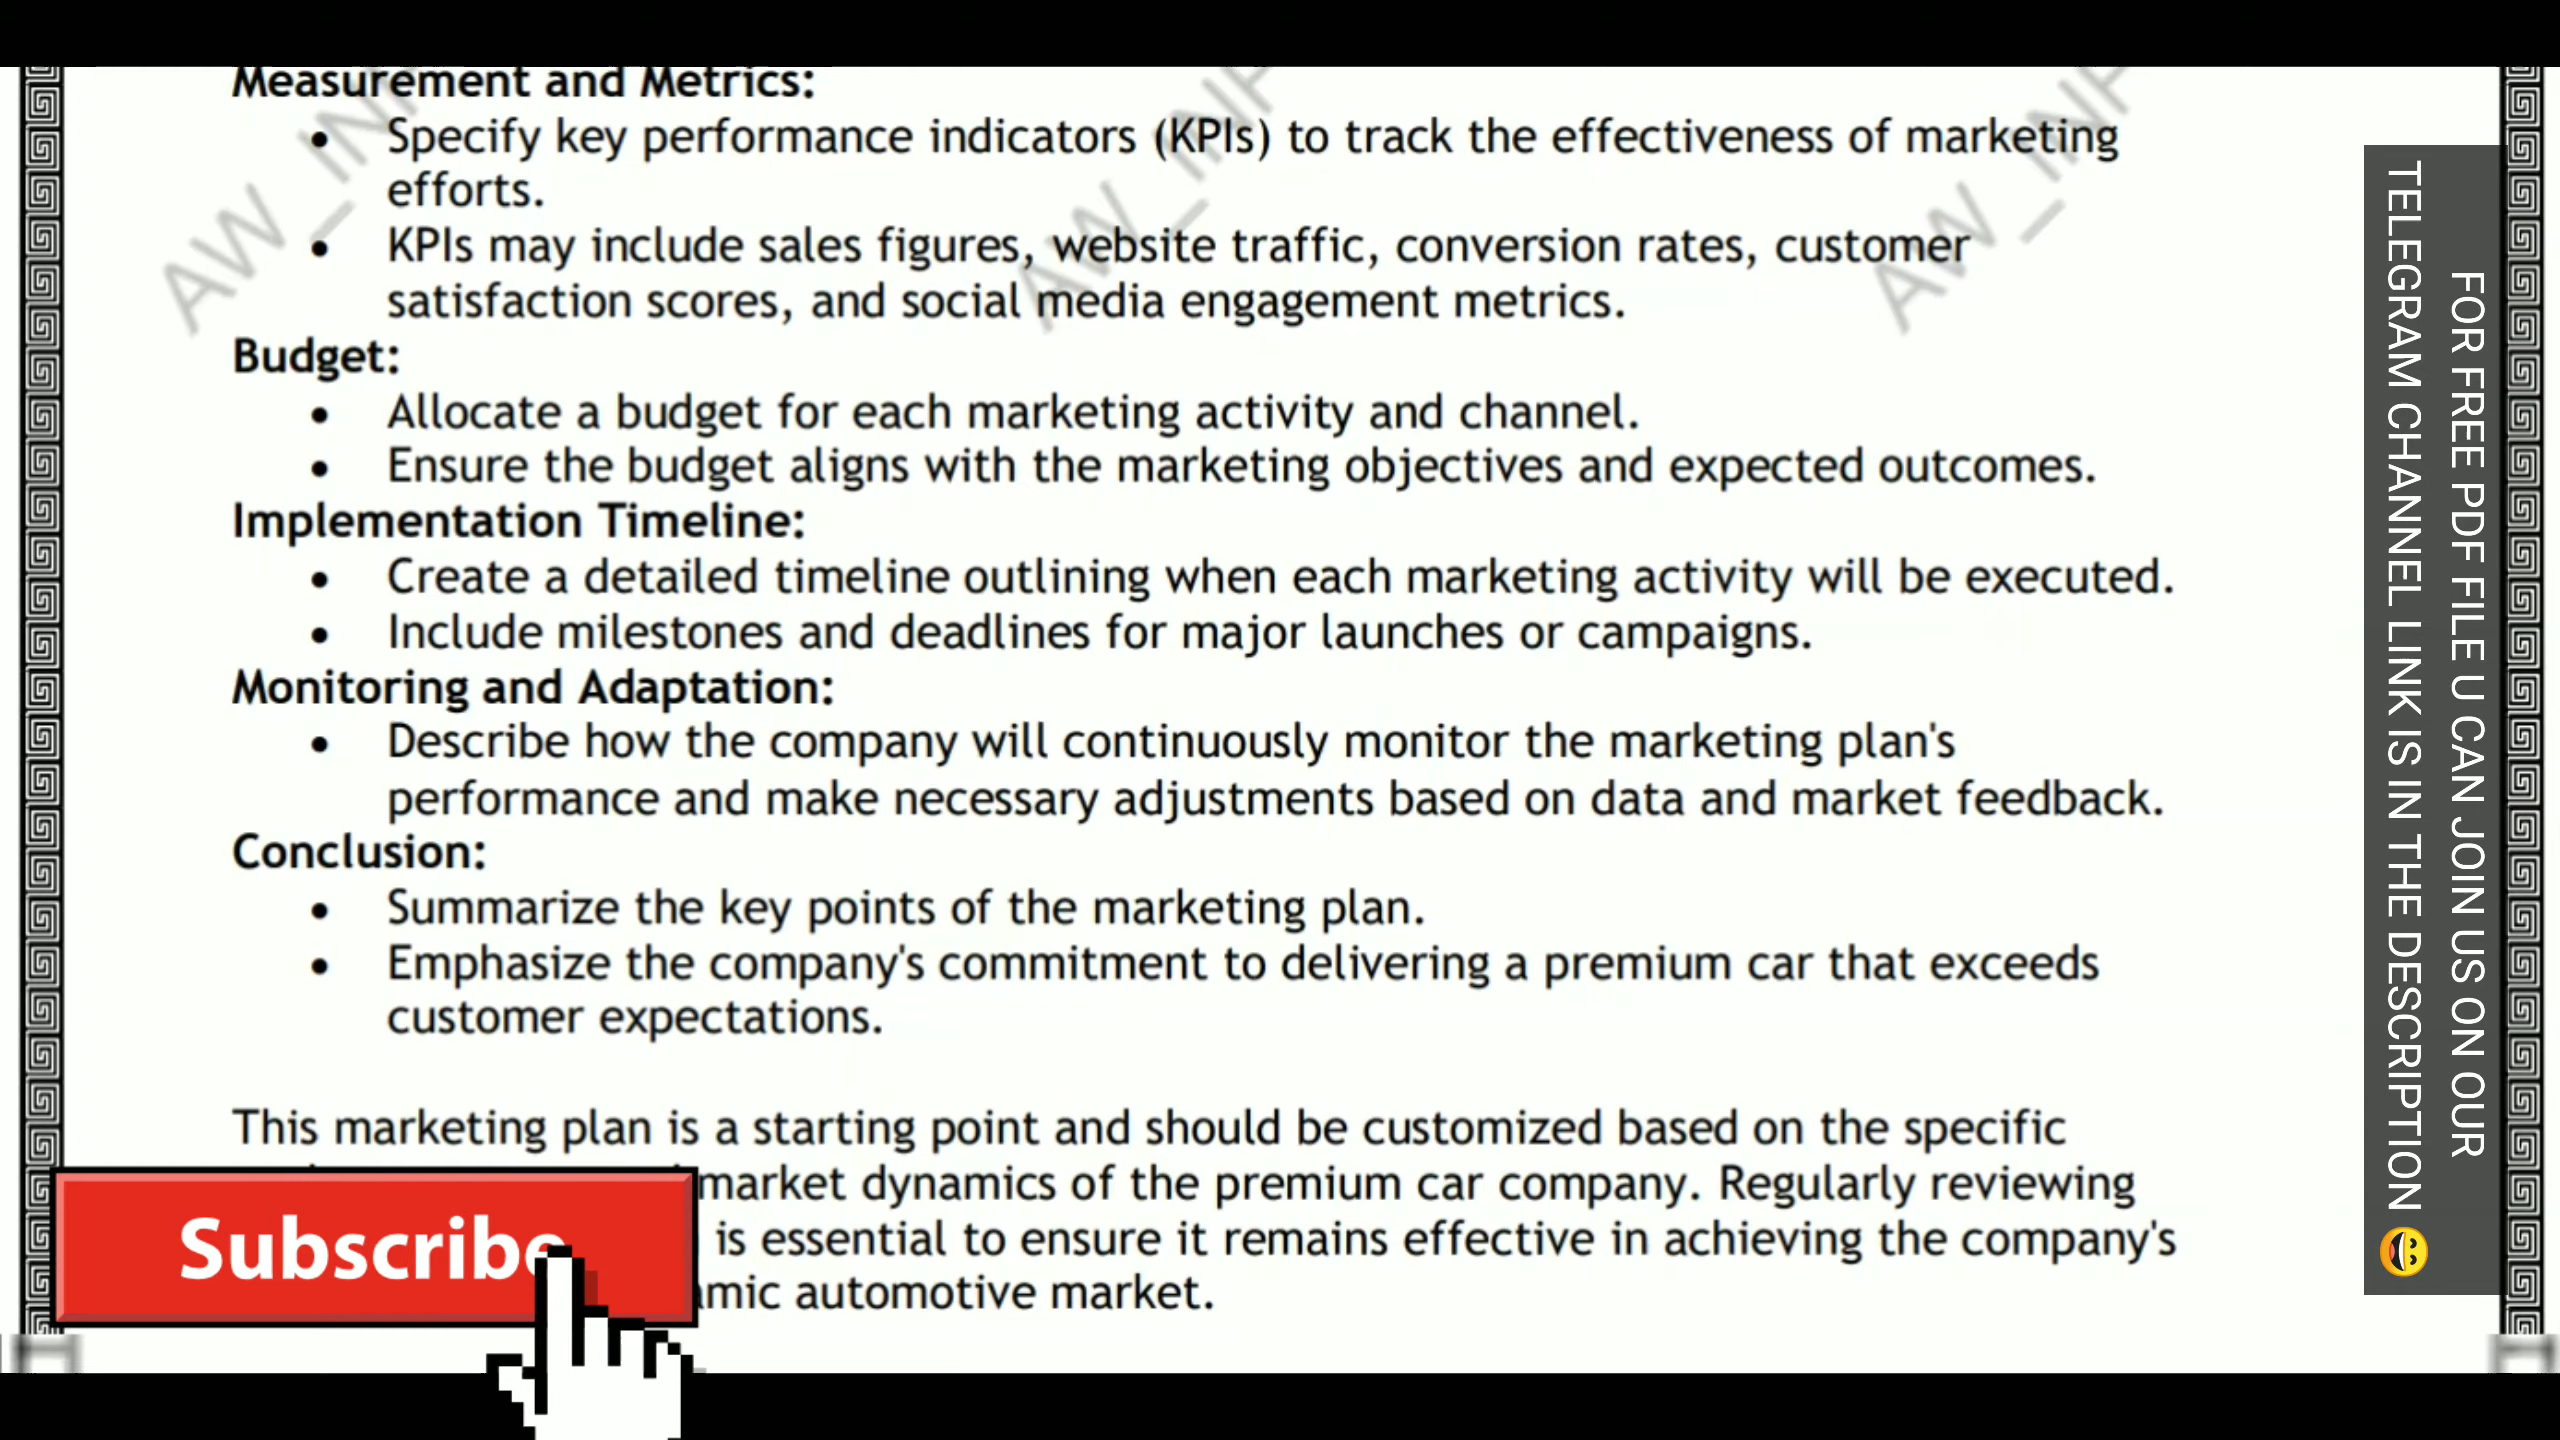 Measurement and Metrics:
• Specify key performance indicators (KPIs) to track the effectiveness of marketing
efforts.
• KPIs may include sales figures, website traffic, conversion rates, customer
satisfaction scores, and social media engagement metrics.
Budget:
• Allocate a budget for each marketing activity and channel.
• Ensure the budget aligns with the marketing objectives and expected outcomes.
Implementation Timeline:
• Create a detailed timeline outlining when each marketing activity will be executed.
• Include milestones and deadlines for major launches or campaigns.
Monitoring and Adaptation:
• Describe how the company will continuously monitor the marketing plan's
performance and make necessary adjustments based on data and market feedback.
Conclusion:
• Summarize the key points of the marketing plan.
• Emphasize the company's commitment to delivering a premium car that exceeds
customer expectations.
This marketing plan is a starting point and should be customized based on the specific
market dynamics of the premium car company. Regularly reviewing
is essential to ensure it remains effective in achieving the company's
automotive market.
Subscribe
FOR FREE PDF FILE U CAN JOIN US ON OUR
TELEGRAM CHANNEL LINK IS IN THE DESCRIPTION 😄